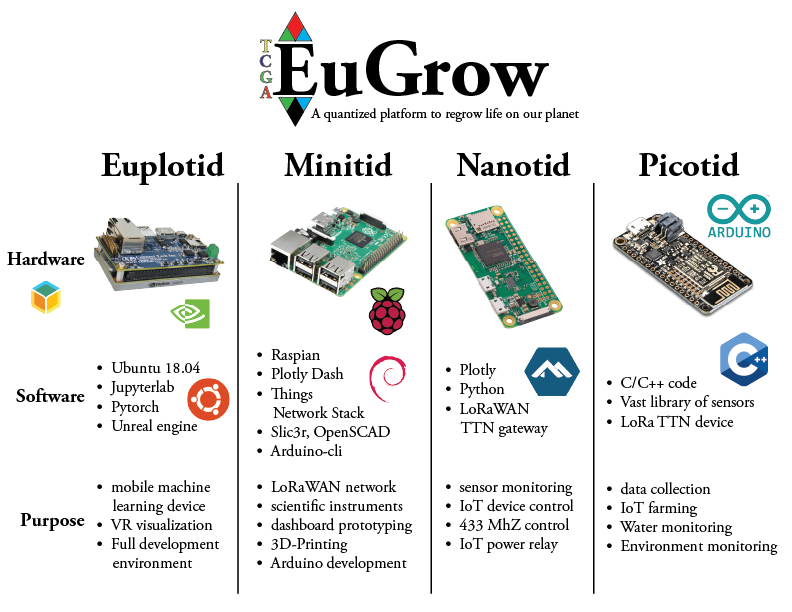 T
C
G
A
EuGrow
A quantized platform to regrow life on our planet
Euplotid
Minitid
Nanotid
Picotid
Hardware
ARDUINO
Software
• Ubuntu 18.04
• Jupyterlab
• Pytorch
• Unreal engine
• Raspian
• Plotly Dash
• Things
Network Stack
• Slic3r, OpenSCAD
• Arduino-cli
• Plotly
• Python
• LoRaWAN
TTN gateway
C++
• C/C++ code
• Vast library of sensors
• LoRa TTN device
Purpose
• mobile machine
learning device
• VR visualization
• Full development
environment
• LoRaWAN network
• scientific instruments
• dashboard prototyping
• 3D-Printing
• Arduino development
• sensor monitoring
• IoT device control
• 433 MhZ control
• IoT power relay
• data collection
• IoT farming
• Water monitoring
• Environment monitoring